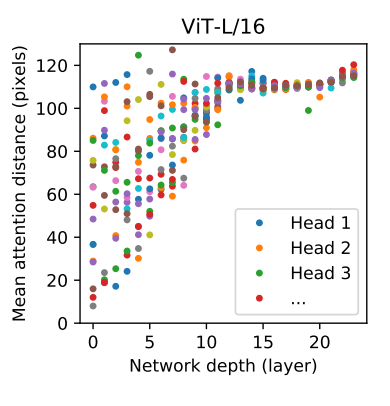 ViT-L/16
Mean attention distance (pixels)
120
100
80
60
40
20
0
Head 1
Head 2
Head 3
...
0 5 10 15 20
Network depth (layer)